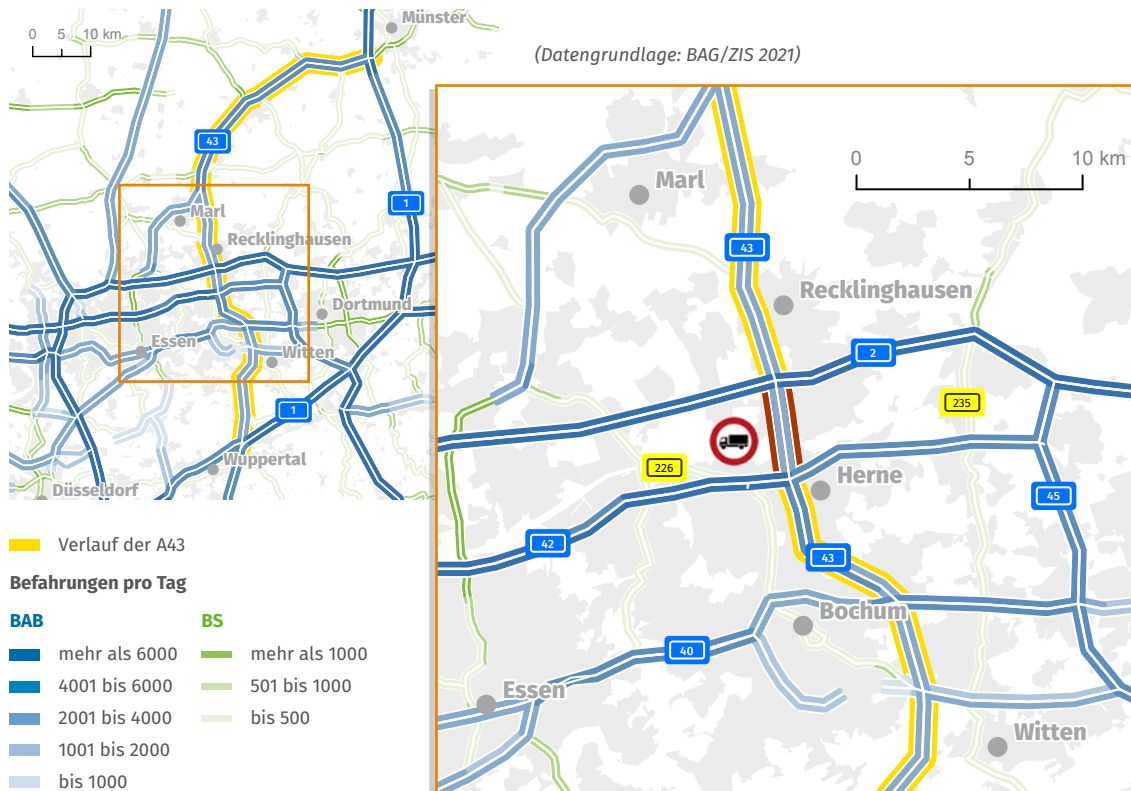 0 5 10 km
Münster
43
1
Marl
Recklinghausen
Dortmund
Essen
Witten
1
Wuppertal
Düsseldorf
(Datengrundlage: BAG/ZIS 2021)
0 5 10 km
Marl
43
Recklinghausen
2
235
226
Herne
45
42
43
Bochum
40
Essen
Witten
Verlauf der A43
Befahrungen pro Tag
BAB BS
mehr als 6000 mehr als 1000
4001 bis 6000 501 bis 1000
2001 bis 4000 bis 500
1001 bis 2000
bis 1000